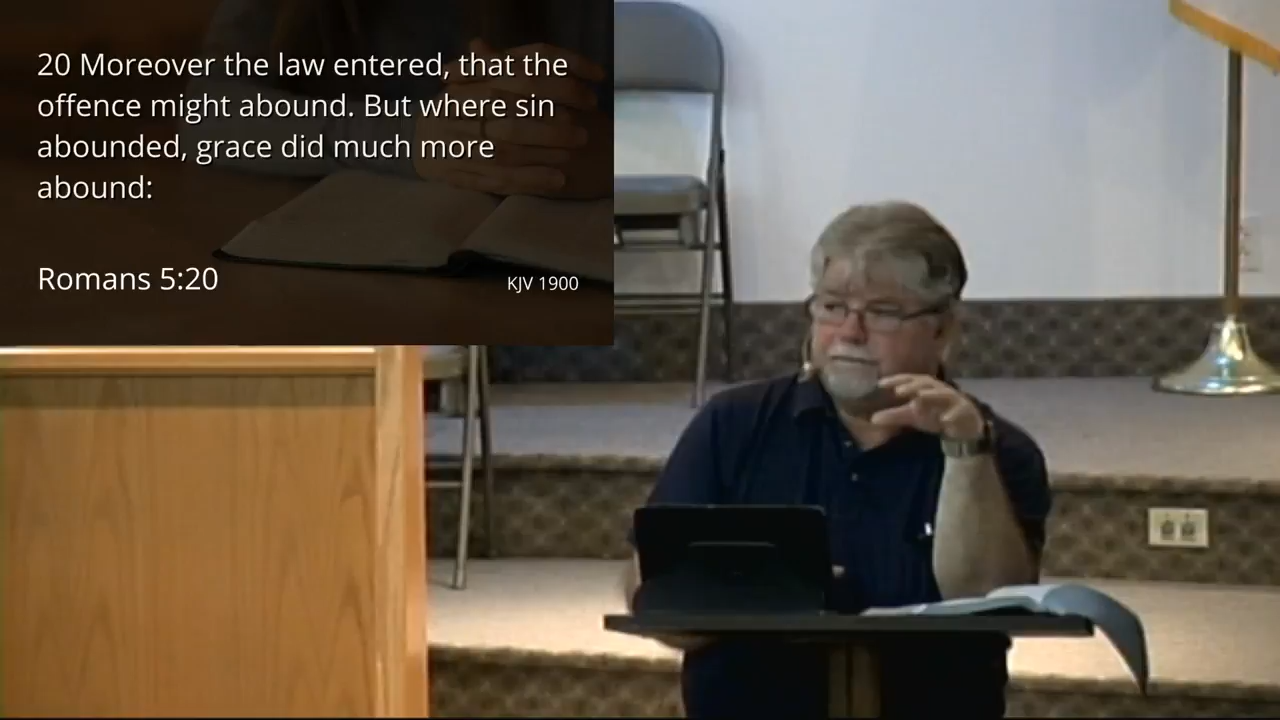 20 Moreover the law entered, that the
offence might abound. But where sin
abounded, grace did much more
abound:
Romans 5:20
KJV 1900